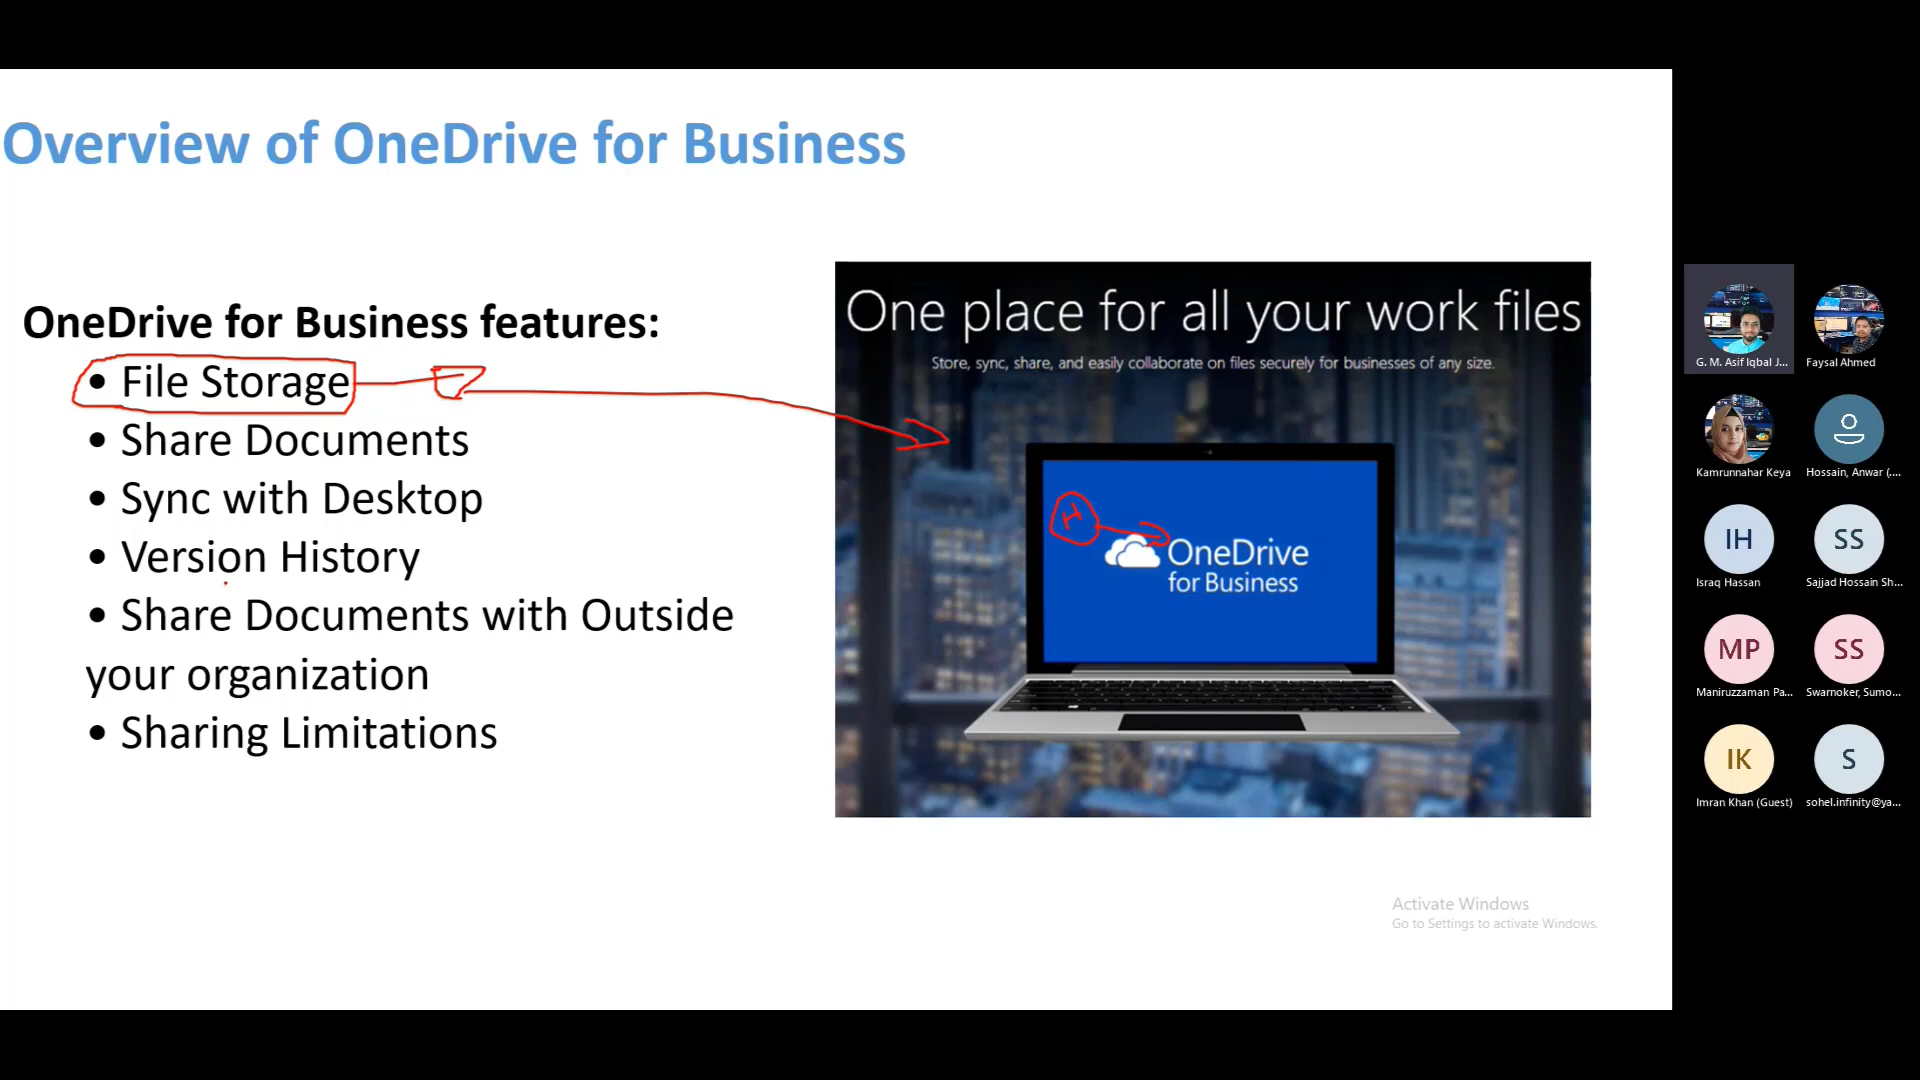 Overview of OneDrive for Business
OneDrive for Business features:
• File Storage
• Share Documents
• Sync with Desktop
• Version History
• Share Documents with Outside
your organization
• Sharing Limitations
One place for all your work files
Store, sync, share, and easily collaborate on files securely for businesses of any size.
H
OneDrive
for Business
Activate Windows
Go to Settings to activate Windows.
G. M. Asif Iqbal J...
Faysal Ahmed
Kamrunnahar Keya
Hossain, Anwar (....
IH
Israq Hassan
SS
Sajjad Hossain Sh...
MP
Maniruzzaman Pa...
SS
Swarnoker, Sumo...
IK
Imran Khan (Guest)
S
sohel.infinity@ya...